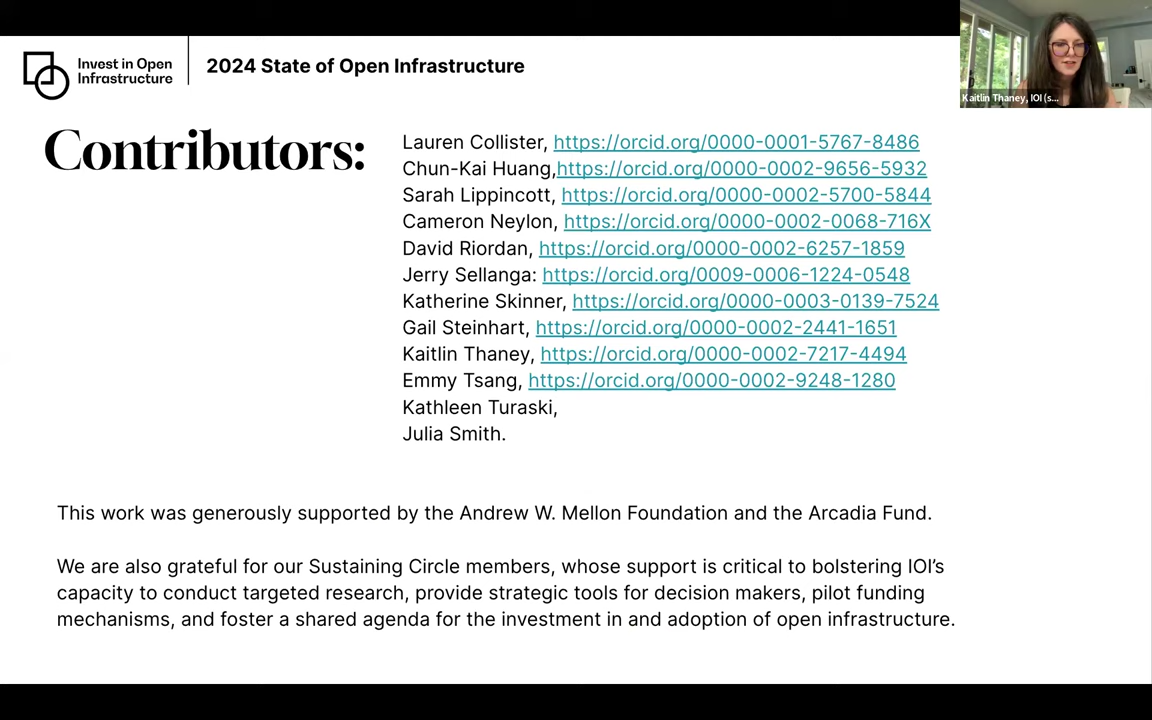 Invest in Open
Infrastructure
2024 State of Open Infrastructure
Kaitlin Thaney, IOI (s...
Contributors:
Lauren Collister, https://orcid.org/0000-0001-5767-8486
Chun-Kai Huang,https://orcid.org/0000-0002-9656-5932
Sarah Lippincott, https://orcid.org/0000-0002-5700-5844
Cameron Neylon, https://orcid.org/0000-0002-0068-716X
David Riordan, https://orcid.org/0000-0002-6257-1859
Jerry Sellanga: https://orcid.org/0009-0006-1224-0548
Katherine Skinner, https://orcid.org/0000-0003-0139-7524
Gail Steinhart, https://orcid.org/0000-0002-2441-1651
Kaitlin Thaney, https://orcid.org/0000-0002-7217-4494
Emmy Tsang, https://orcid.org/0000-0002-9248-1280
Kathleen Turaski,
Julia Smith.
This work was generously supported by the Andrew W. Mellon Foundation and the Arcadia Fund.
We are also grateful for our Sustaining Circle members, whose support is critical to bolstering IOI’s
capacity to conduct targeted research, provide strategic tools for decision makers, pilot funding
mechanisms, and foster a shared agenda for the investment in and adoption of open infrastructure.